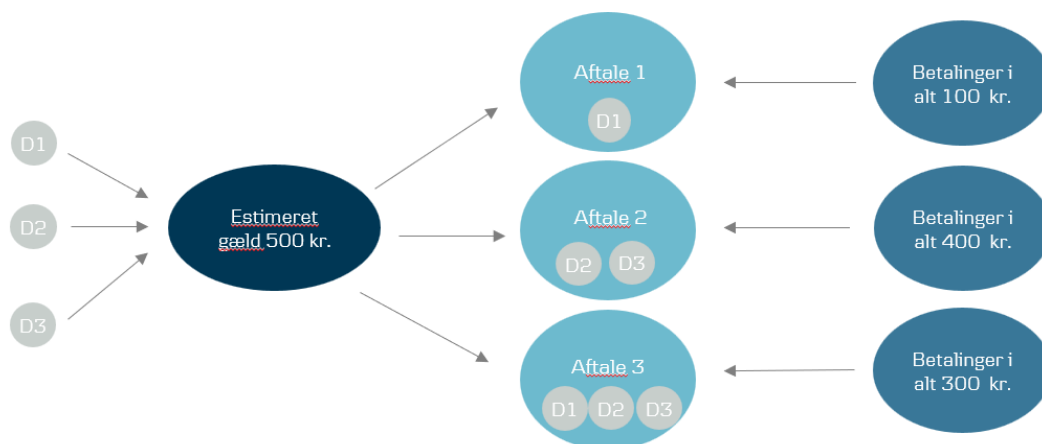 D1
D2
D3
Estimeret
gæld 500 kr.
Aftale 1
D1
Aftale 2
D2 D3
Aftale 3
D1 D2 D3
Betalinger i
alt 100 kr.
Betalinger i
alt 400 kr.
Betalinger i
alt 300 kr.